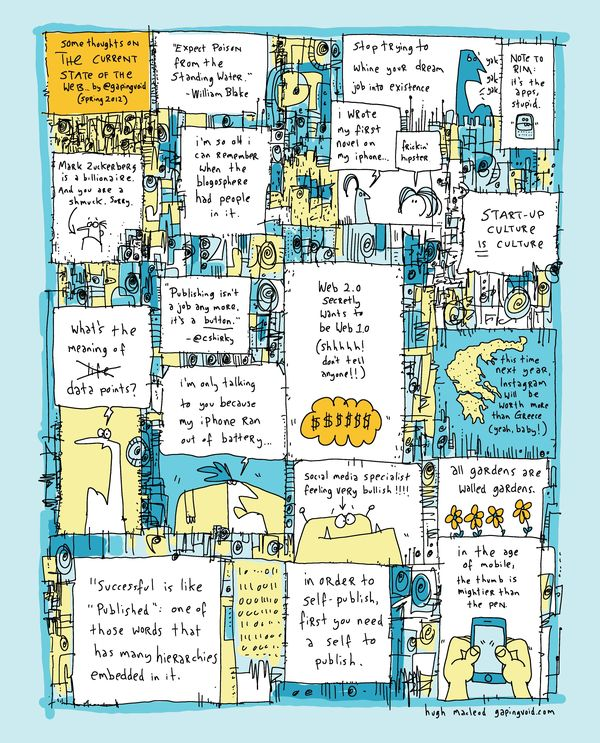 some thoughts on
THE CURRENT
STATE OF THE
WEB... by @gapingvoid
(SPRING 2012)
"Expect Poison
from the
Standing Water."
- William Blake
Stop trying to
whine your dream
job into existence
yak
yak
yak
NOTE TO
RIM:
it's the
apps,
stupid.
Mark Zuckerberg
is a billionaire.
And you are a
shmuck. Sorry.
i'm so old i
can remember
when the
blogosphere
had people
in it.
i wrote
my first
novel on
my iphone...
frickin'
hipster
START-UP
CULTURE
IS CULTURE
"Publishing isn't
a job any more,
it's a button."
- @cshirky
Web 2.0
secretly
wants to
be Web 1.0
(shhhhh!
don't tell
anyone!!)
$$$$$$
What's the
meaning of
life
data points?
i'm only talking
to you because
my iphone ran
out of battery...
this time
next year,
Instagram
will be
worth more
than Greece
(yeah, baby!)
Social media specialist
feeling very bullish!!!!
all gardens are
walled gardens.
"Successful is like
"Published": one of
those words that
has many hierarchies
embedded in it.
in order to
self-publish,
first you need
a self to
publish.
in the age
of mobile,
the thumb is
mightier than
the pen.
hugh macleod gapingvoid.com